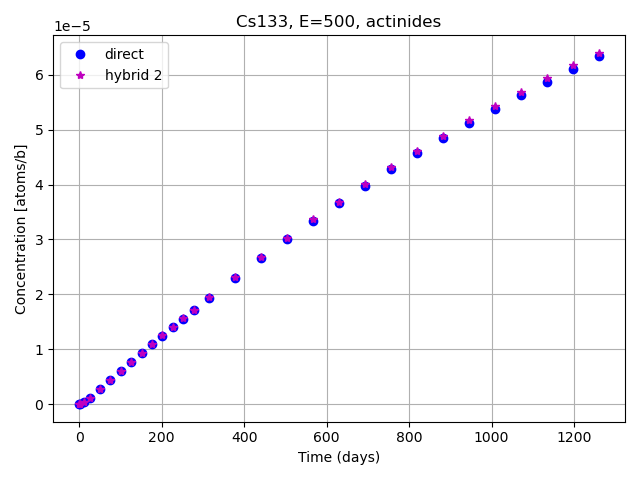 Cs133, E=500, actinides
1e−5
direct
hybrid 2
6
5
4
3
2
1
0
Concentration [atoms/b]
0 200 400 600 800 1000 1200
Time (days)